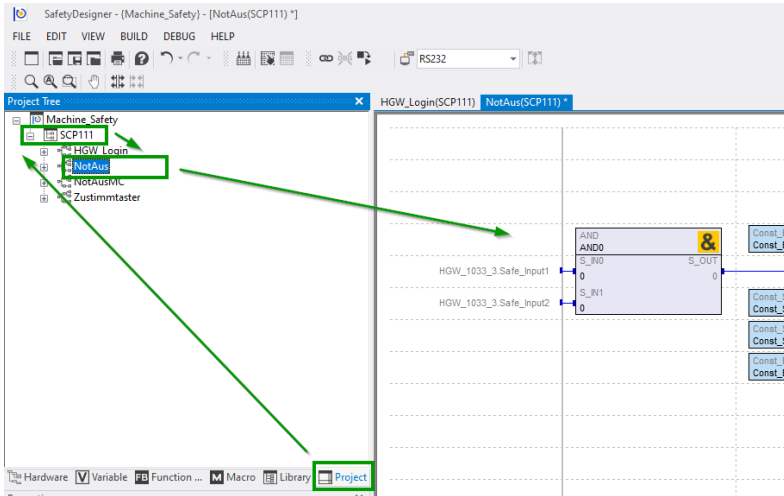 SafetyDesigner - {Machine_Safety} - [NotAus(SCP111) *]
FILE EDIT VIEW BUILD DEBUG HELP
RS232
Project Tree
HGW_Login(SCP111) NotAus(SCP111) *
Machine_Safety
SCP111
HGW_Login
NotAus
NotAusMC
Zustimmtaster
AND
AND0
&
S_IN0 S_OUT
HGW_1033_3.Safe_Input1
0 0
S_IN1
HGW_1033_3.Safe_Input2
0
Hardware V Variable FB Function ... M Macro Library Project